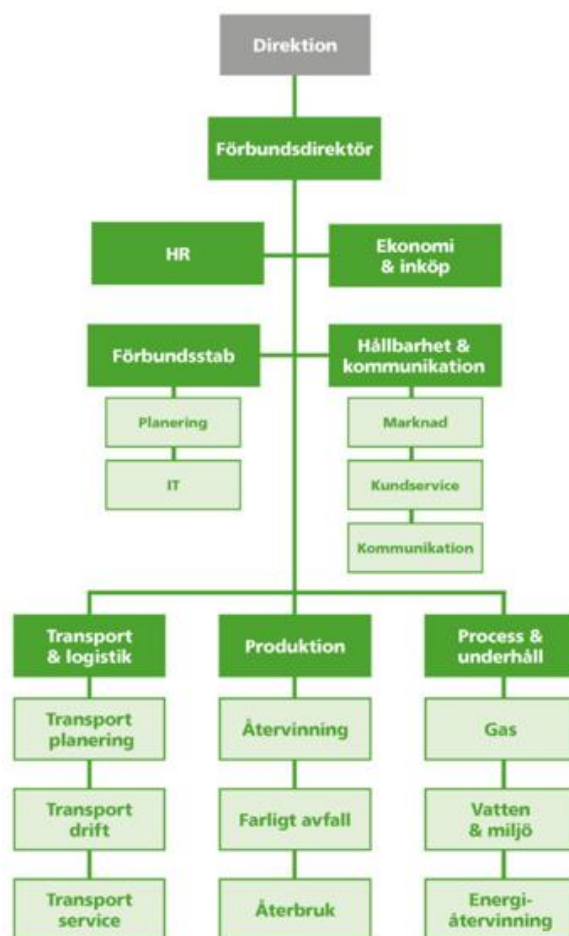 Direktion
Förbundsdirektör
HR
Ekonomi
& inköp
Förbundsstab
Hållbarhet &
kommunikation
Planering
IT
Marknad
Kundservice
Kommunikation
Transport
& logistik
Produktion
Process &
underhåll
Transport
planering
Återvinning
Gas
Transport
drift
Farligt avfall
Vatten
& miljö
Transport
service
Återbruk
Energi-
återvinning